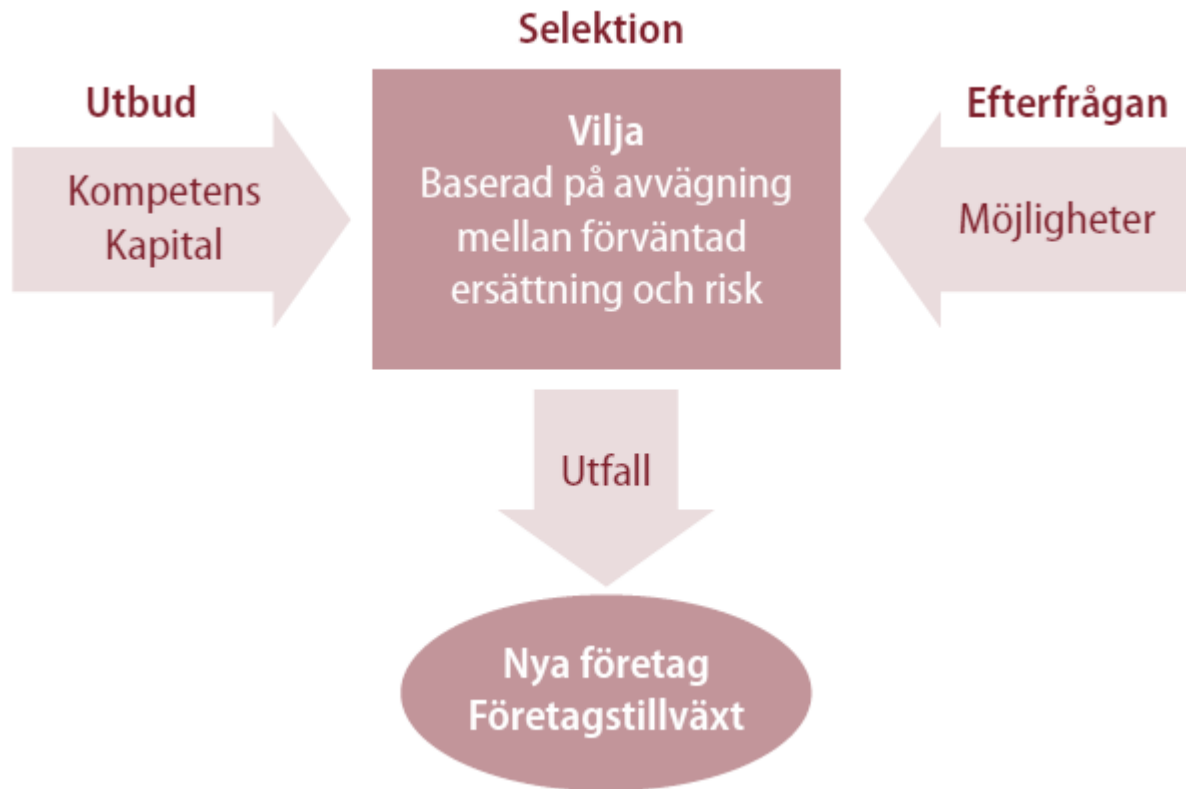 Selektion
Utbud
Kompetens
Kapital
Vilja
Baserad på avvägning
mellan förväntad
ersättning och risk
Efterfrågan
Möjligheter
Utfall
Nya företag
Företagstillväxt